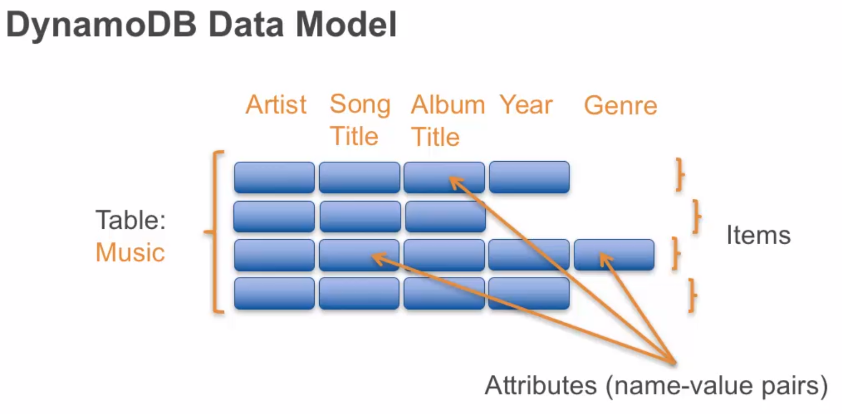 DynamoDB Data Model
Artist Song Album Year Genre
Title Title
Table:
Music
Items
Attributes (name-value pairs)